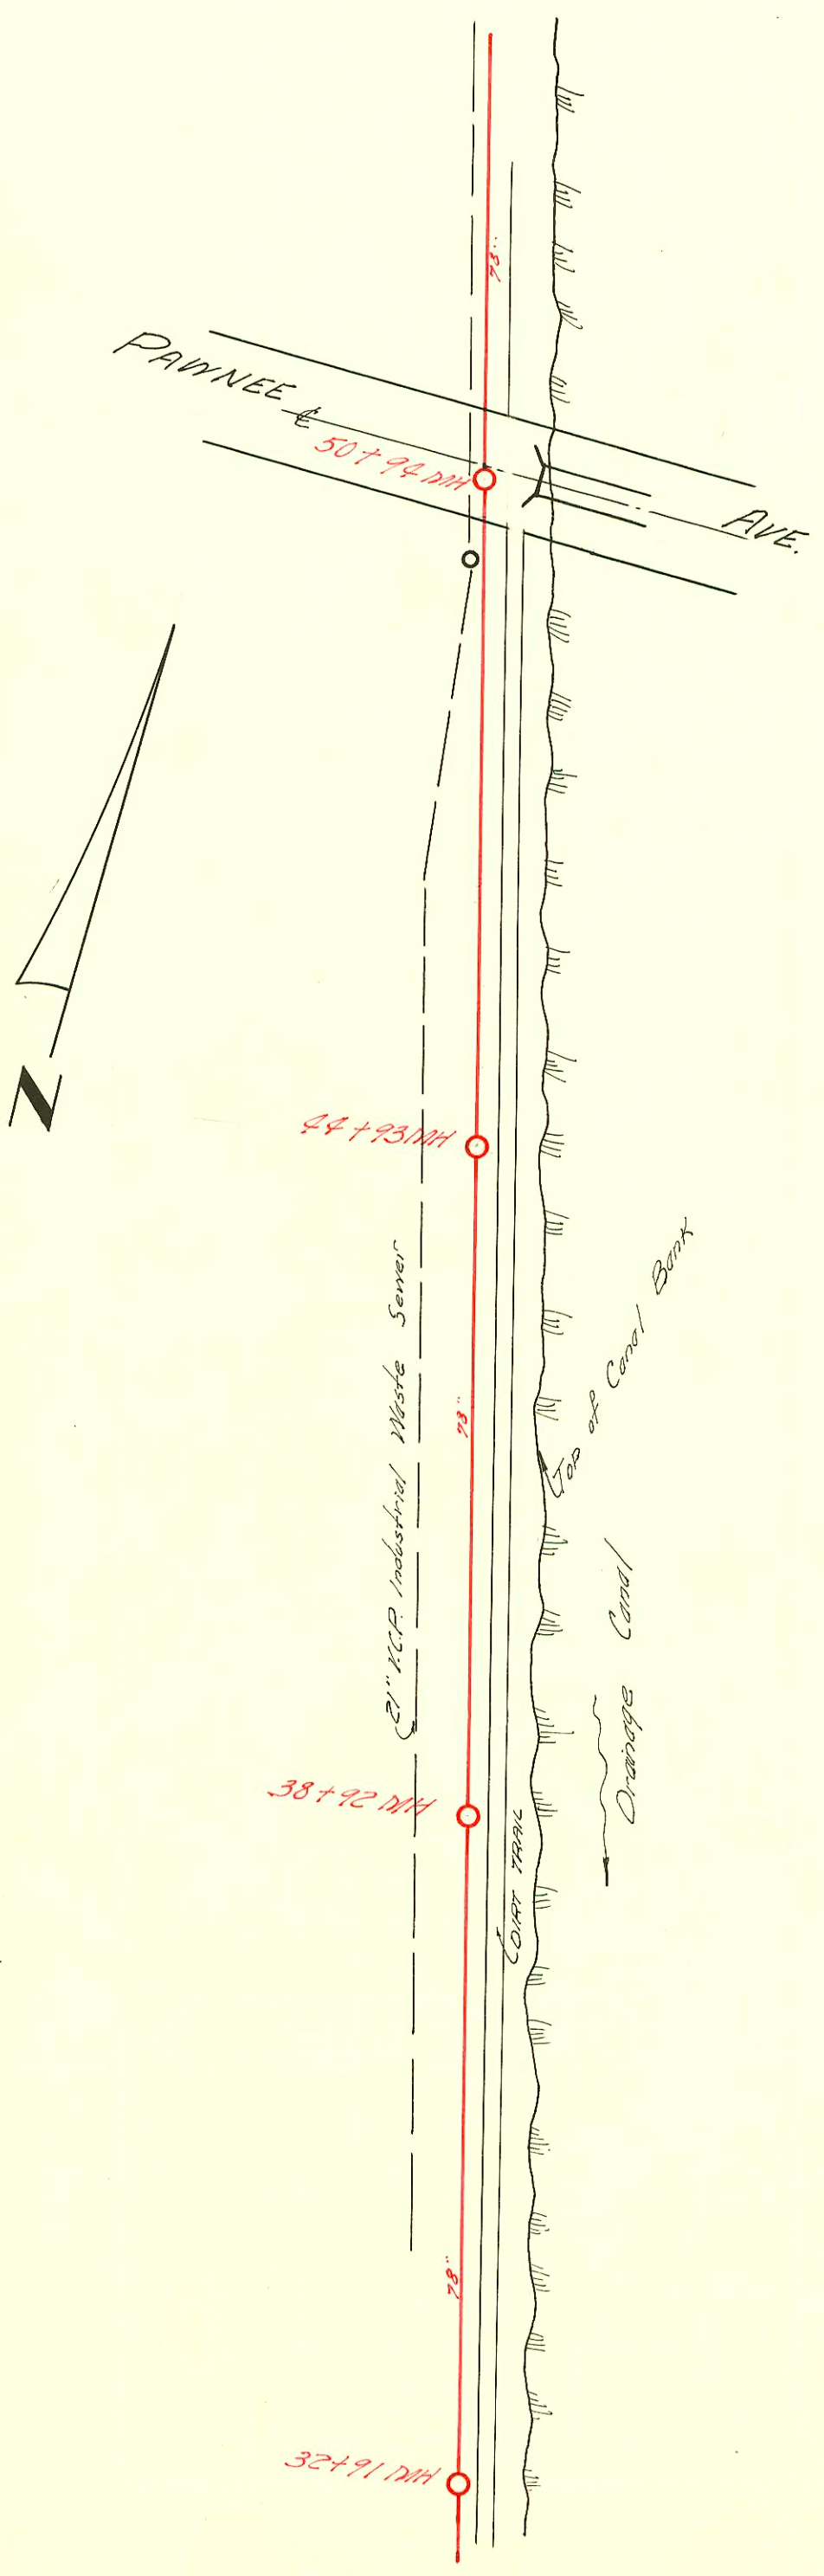 78"
PAWNEE ℄
AVE.
50+94 MH
N
44+93 MH
Top of Canal Bank
21" V.C.P. Industrial Waste Sewer
78"
Drainage Canal
38+92 MH
DIRT TRAIL
78"
32+91 MH